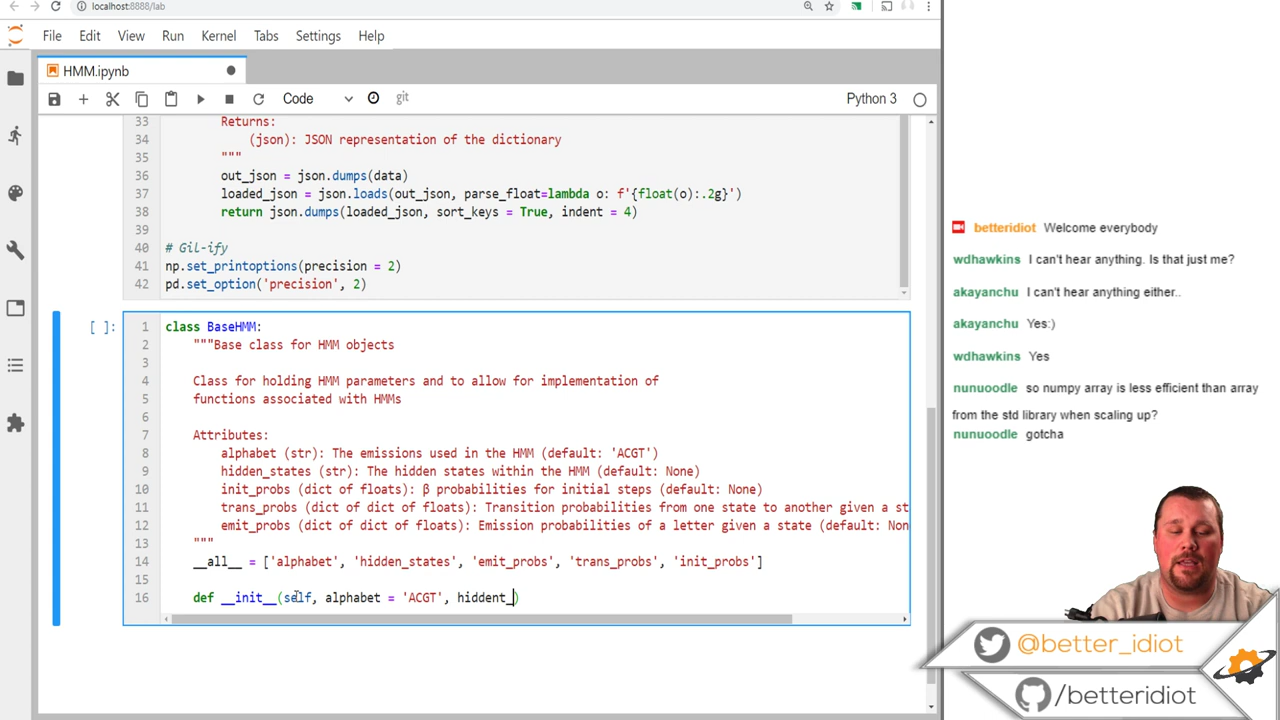 localhost:8888/lab
File Edit View Run Kernel Tabs Settings Help
HMM.ipynb
Code git Python 3
33 Returns:
34 (json): JSON representation of the dictionary
35 """
36 out_json = json.dumps(data)
37 loaded_json = json.loads(out_json, parse_float=lambda o: f'{float(o):.2g}')
38 return json.dumps(loaded_json, sort_keys = True, indent = 4)
39
40 # Gil-ify
41 np.set_printoptions(precision = 2)
42 pd.set_option('precision', 2)
[ ]: 1 class BaseHMM:
2 """Base class for HMM objects
3
4 Class for holding HMM parameters and to allow for implementation of
5 functions associated with HMMs
6
7 Attributes:
8 alphabet (str): The emissions used in the HMM (default: 'ACGT')
9 hidden_states (str): The hidden states within the HMM (default: None)
10 init_probs (dict of floats): β probabilities for initial steps (default: None)
11 trans_probs (dict of dict of floats): Transition probabilities from one state to another given a st
12 emit_probs (dict of dict of floats): Emission probabilities of a letter given a state (default: Non
13 """
14 __all__ = ['alphabet', 'hidden_states', 'emit_probs', 'trans_probs', 'init_probs']
15
16 def __init__(self, alphabet = 'ACGT', hiddent_)
betteridiot Welcome everybody
wdhawkins I can't hear anything. Is that just me?
akayanchu I can't hear anything either..
akayanchu Yes:)
wdhawkins Yes
nunuoodle so numpy array is less efficient than array
from the std library when scaling up?
nunuoodle gotcha
@better_idiot
/betteridiot